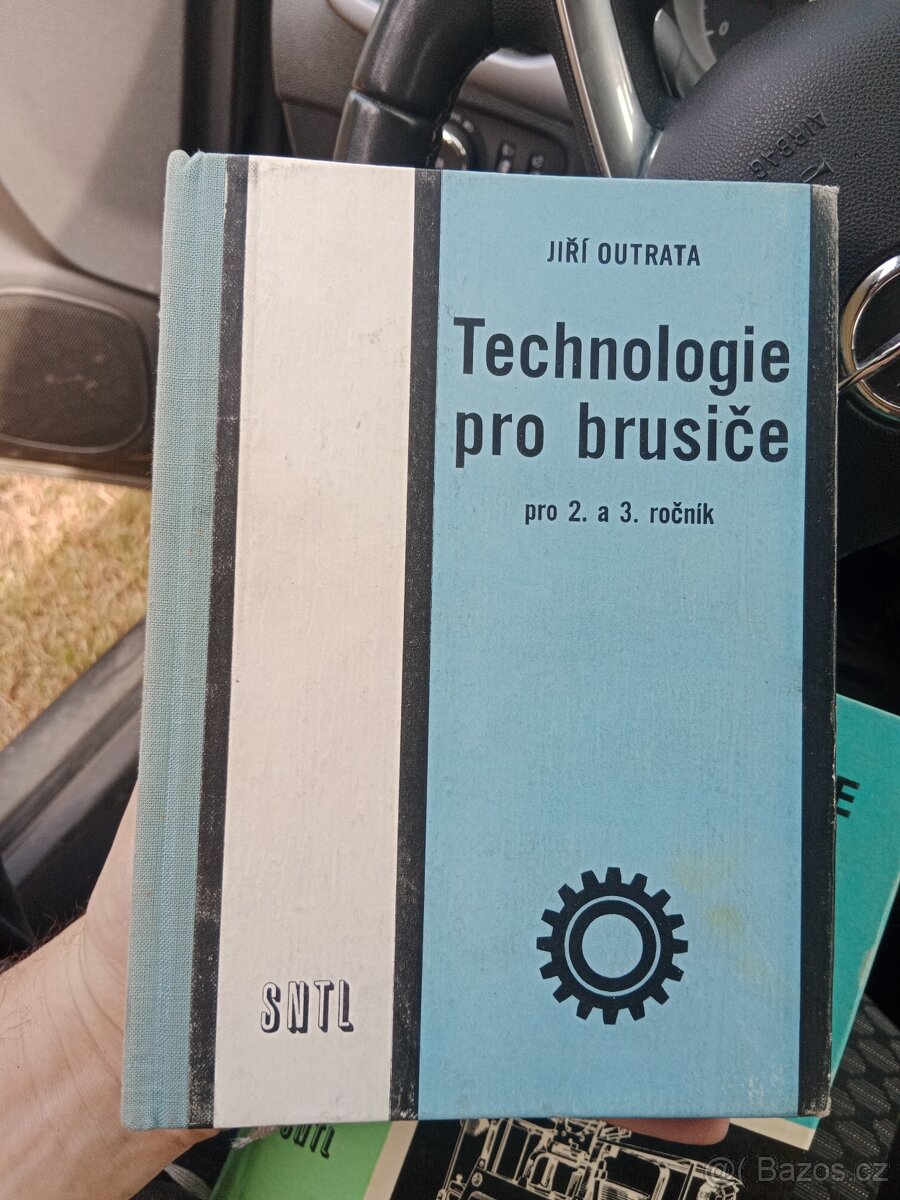 AIRBAG
JIŘÍ OUTRATA
Technologie
pro brusiče
pro 2. a 3. ročník
E
SNTL
SNTL
@( Bazos.cz